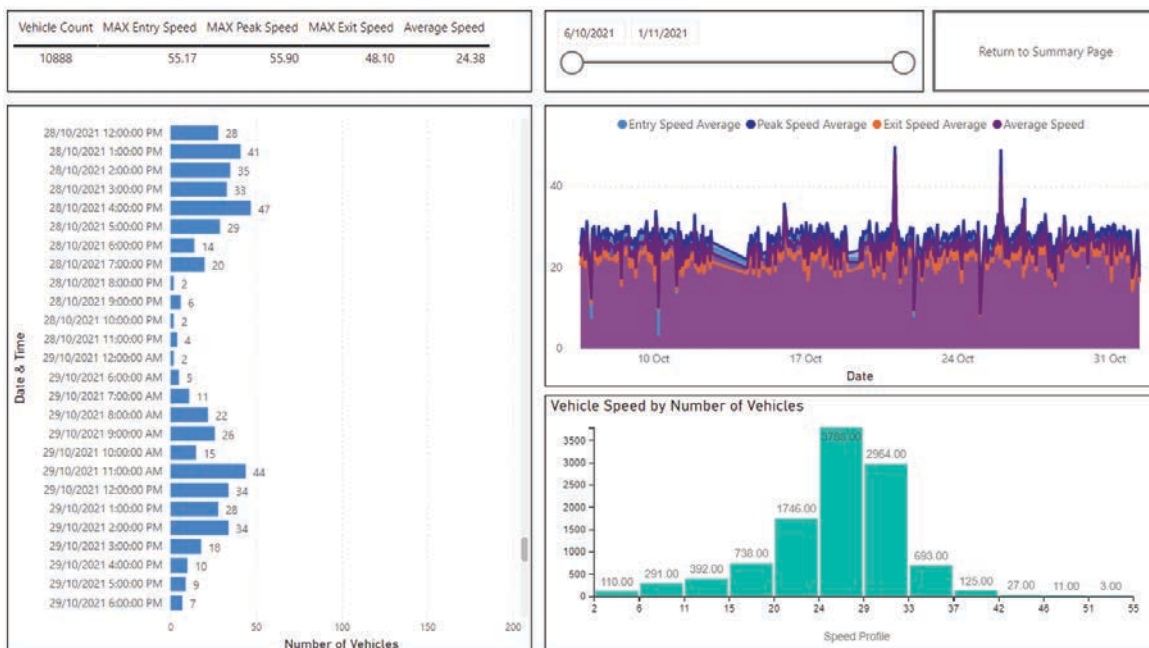 Vehicle Count MAX Entry Speed MAX Peak Speed MAX Exit Speed Average Speed
10888 55.17 55.90 48.10 24.38
6/10/2021 1/11/2021
Return to Summary Page
Date & Time
28/10/2021 12:00:00 PM 28
28/10/2021 1:00:00 PM 41
28/10/2021 2:00:00 PM 35
28/10/2021 3:00:00 PM 33
28/10/2021 4:00:00 PM 47
28/10/2021 5:00:00 PM 29
28/10/2021 6:00:00 PM 14
28/10/2021 7:00:00 PM 20
28/10/2021 8:00:00 PM 2
28/10/2021 9:00:00 PM 6
28/10/2021 10:00:00 PM 2
28/10/2021 11:00:00 PM 4
29/10/2021 12:00:00 AM 2
29/10/2021 6:00:00 AM 5
29/10/2021 7:00:00 AM 11
29/10/2021 8:00:00 AM 22
29/10/2021 9:00:00 AM 26
29/10/2021 10:00:00 AM 15
29/10/2021 11:00:00 AM 44
29/10/2021 12:00:00 PM 34
29/10/2021 1:00:00 PM 28
29/10/2021 2:00:00 PM 34
29/10/2021 3:00:00 PM 18
29/10/2021 4:00:00 PM 10
29/10/2021 5:00:00 PM 9
29/10/2021 6:00:00 PM 7
0 50 100 150 200
Number of Vehicles
Entry Speed Average Peak Speed Average Exit Speed Average Average Speed
40
20
0
10 Oct 17 Oct 24 Oct 31 Oct
Date
Vehicle Speed by Number of Vehicles
3500
3000
2500
2000
1500
1000
500
0
110.00 291.00 392.00 738.00 1746.00 3788.00 2964.00 693.00 125.00 27.00 11.00 3.00
2 6 11 15 20 24 29 33 37 42 46 51 55
Speed Profile